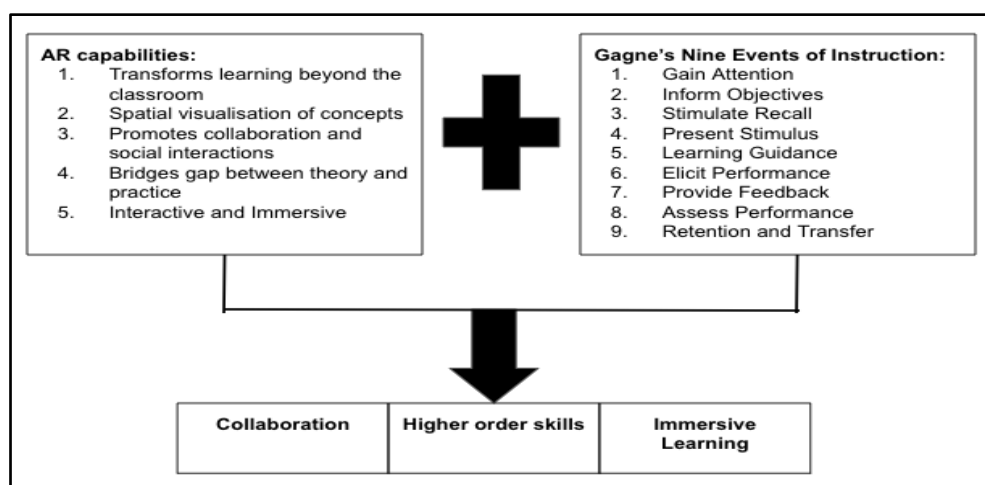 AR capabilities:
1. Transforms learning beyond the
classroom
2. Spatial visualisation of concepts
3. Promotes collaboration and
social interactions
4. Bridges gap between theory and
practice
5. Interactive and Immersive
Gagne's Nine Events of Instruction:
1. Gain Attention
2. Inform Objectives
3. Stimulate Recall
4. Present Stimulus
5. Learning Guidance
6. Elicit Performance
7. Provide Feedback
8. Assess Performance
9. Retention and Transfer
Collaboration
Higher order skills
Immersive
Learning